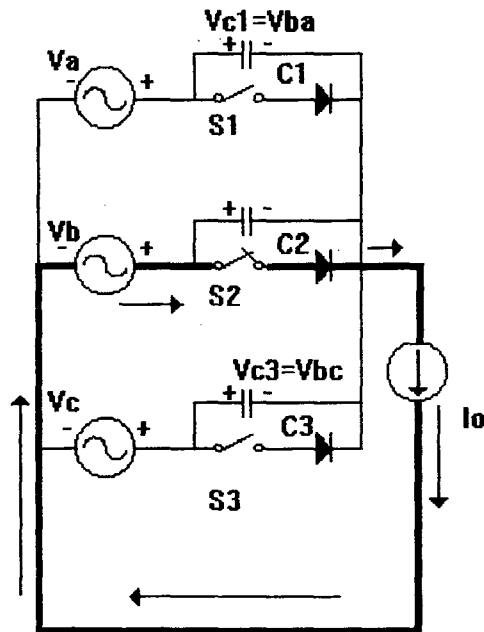 Vc1=Vba
+ -
Va
- +
C1
S1
+ -
Vb
- +
C2
S2
Vc3=Vbc
+ -
Vc
- +
C3
Io
S3